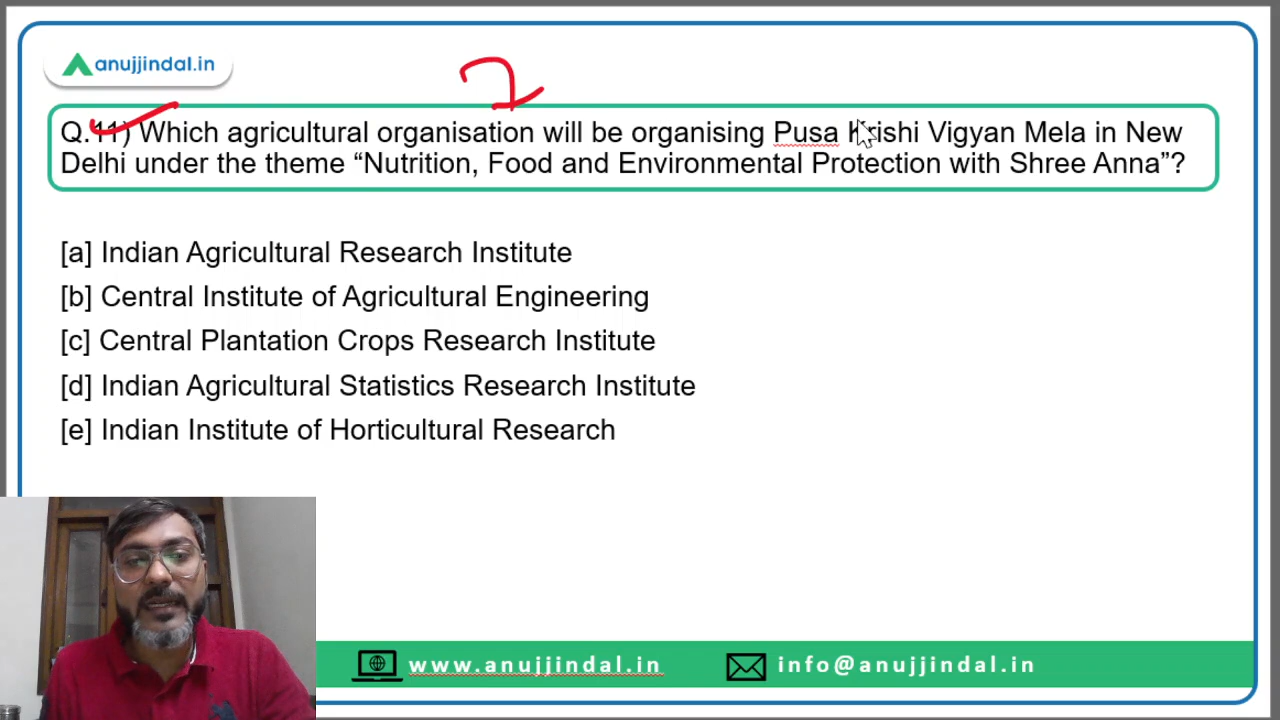 anujjindal.in
2
Q.11) Which agricultural organisation will be organising Pusa Krishi Vigyan Mela in New
Delhi under the theme “Nutrition, Food and Environmental Protection with Shree Anna”?
[a] Indian Agricultural Research Institute
[b] Central Institute of Agricultural Engineering
[c] Central Plantation Crops Research Institute
[d] Indian Agricultural Statistics Research Institute
[e] Indian Institute of Horticultural Research
www.anujjindal.in
info@anujjindal.in